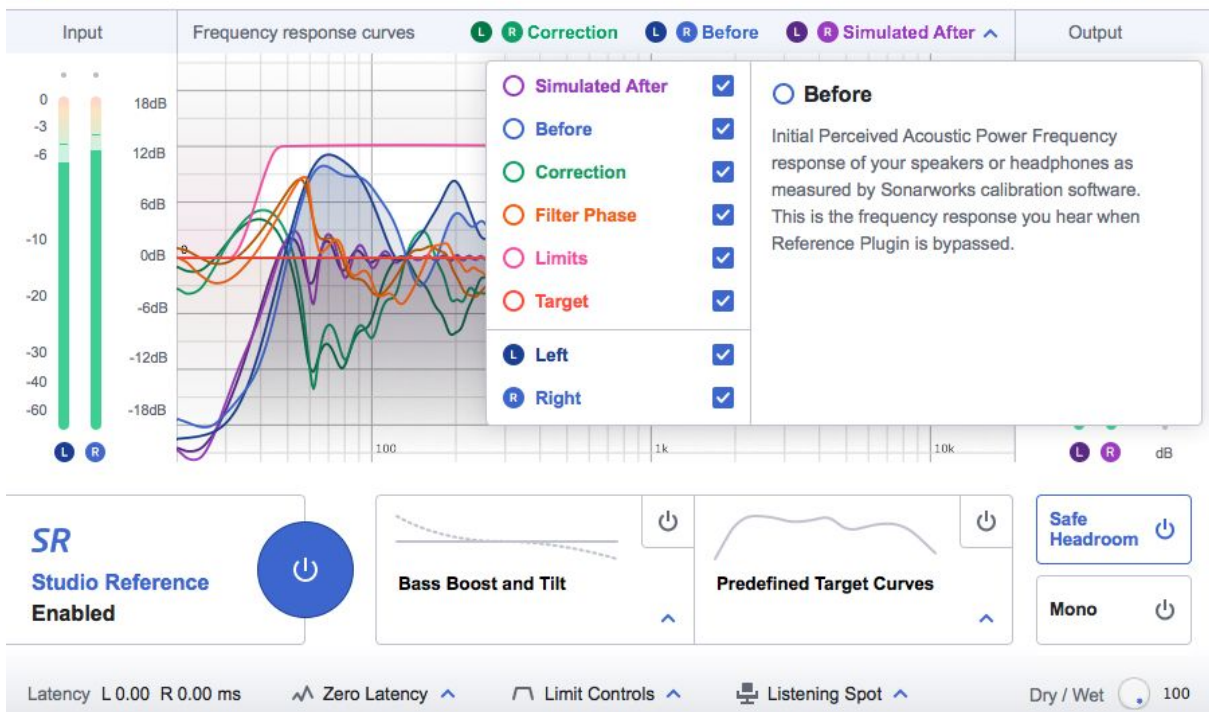 Input
Frequency response curves
L R Correction
L R Before
L R Simulated After
Output
0
-3
-6
-10
-20
-30
-40
-60
L R
18dB
12dB
6dB
0dB
-6dB
-12dB
-18dB
0
100
1k
10k
Simulated After
Before
Correction
Filter Phase
Limits
Target
L Left
R Right
Before
Initial Perceived Acoustic Power Frequency
response of your speakers or headphones as
measured by Sonarworks calibration software.
This is the frequency response you hear when
Reference Plugin is bypassed.
L R dB
SR
Studio Reference
Enabled
Bass Boost and Tilt
Predefined Target Curves
Safe
Headroom
Mono
Latency L 0.00 R 0.00 ms
Zero Latency
Limit Controls
Listening Spot
Dry / Wet 100